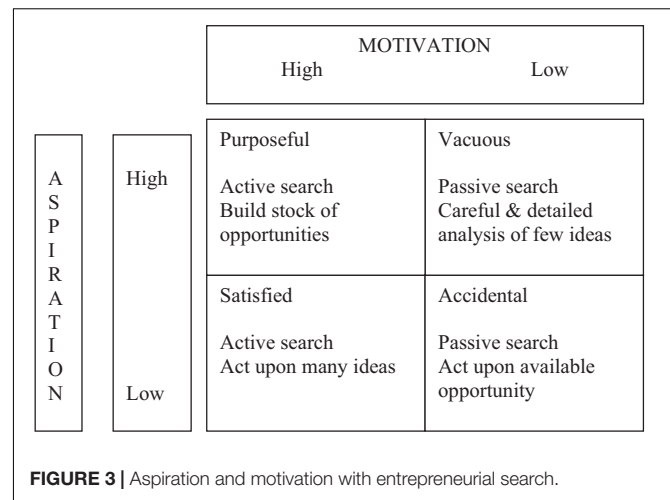 MOTIVATION
High Low
ASPIRATION
High
Low
Purposeful
Active search
Build stock of
opportunities
Vacuous
Passive search
Careful & detailed
analysis of few ideas
Satisfied
Active search
Act upon many ideas
Accidental
Passive search
Act upon available
opportunity
FIGURE 3 | Aspiration and motivation with entrepreneurial search.